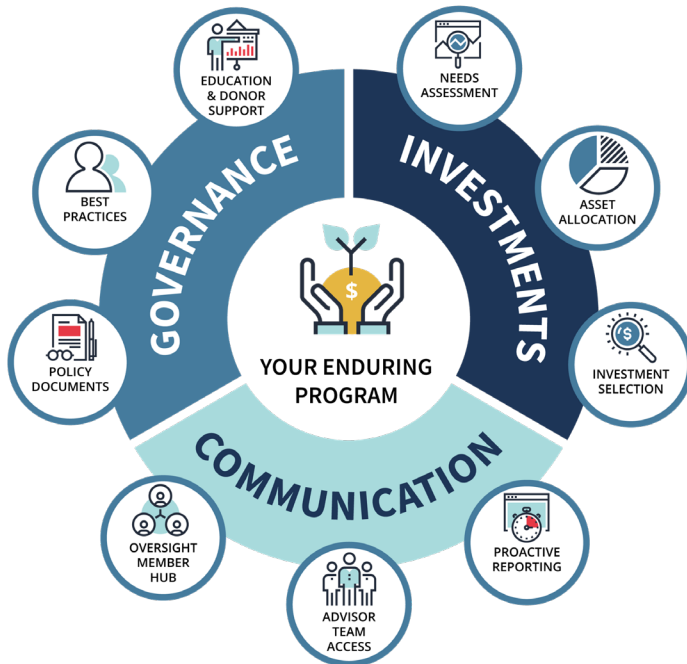 EDUCATION
& DONOR
SUPPORT
NEEDS
ASSESSMENT
GOVERNANCE
INVESTMENTS
BEST
PRACTICES
ASSET
ALLOCATION
$
YOUR ENDURING
PROGRAM
POLICY
DOCUMENTS
$
INVESTMENT
SELECTION
COMMUNICATION
OVERSIGHT
MEMBER
HUB
ADVISOR
TEAM
ACCESS
PROACTIVE
REPORTING